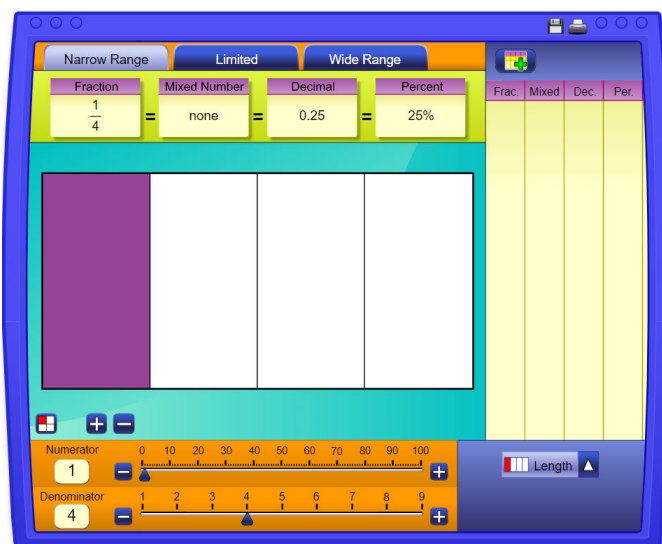 Narrow Range Limited Wide Range
Fraction Mixed Number Decimal Percent
1
4
= none = 0.25 = 25%
Frac. Mixed Dec. Per.
Numerator
1
0 10 20 30 40 50 60 70 80 90 100
Denominator
4
1 2 3 4 5 6 7 8 9
Length